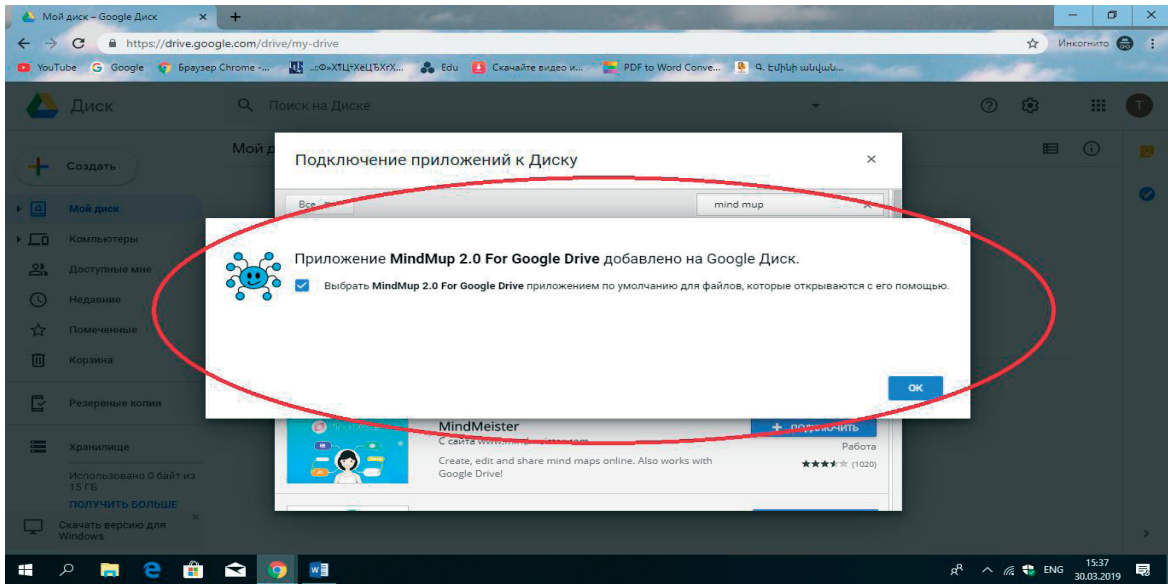 Мой диск – Google Диск
https://drive.google.com/drive/my-drive
Инкогнито
YouTube
Google
Браузер Chrome -...
Edu
Скачайте видео и...
PDF to Word Conve...
Диск
Поиск на Диске
T
Создать
Мой диск
Компьютеры
Доступные мне
Недавние
Помеченные
Корзина
Резервные копии
Хранилище
Использовано 0 байт из
15 ГБ
ПОЛУЧИТЬ БОЛЬШЕ
Скачать версию для
Windows
Мой д
Подключение приложений к Диску
Все
mind mup
Приложение MindMup 2.0 For Google Drive добавлено на Google Диск.
Выбрать MindMup 2.0 For Google Drive приложением по умолчанию для файлов, которые открываются с его помощью.
ОК
MindMeister
С сайта
ПОДКЛЮЧИТЬ
Работа
Create, edit and share mind maps online. Also works with
Google Drive!
(1020)
ENG
15:37
30.03.2019